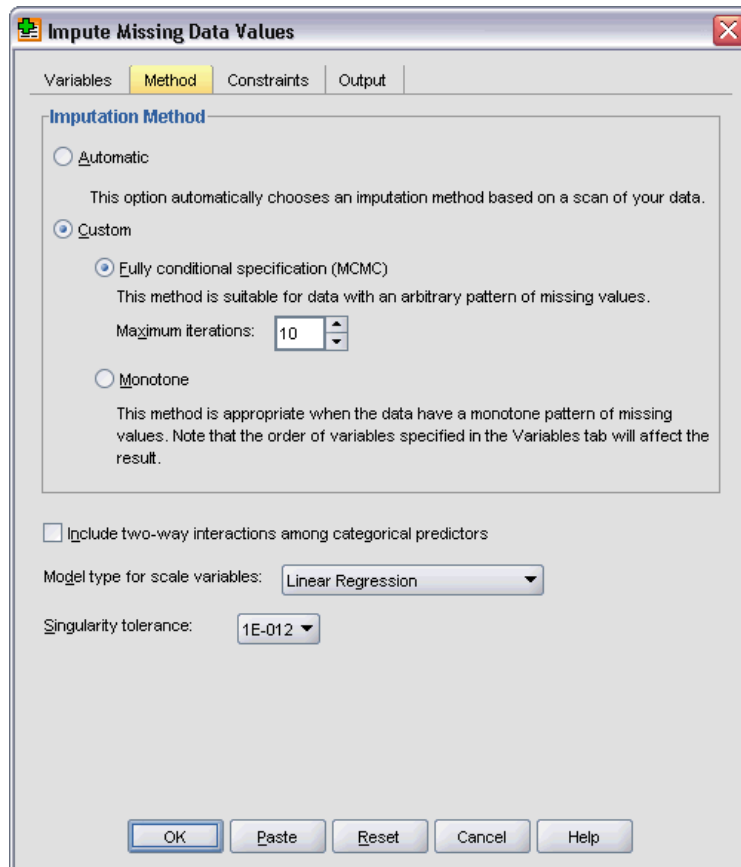 Impute Missing Data Values
Variables Method Constraints Output
Imputation Method
Automatic
This option automatically chooses an imputation method based on a scan of your data.
Custom
Fully conditional specification (MCMC)
This method is suitable for data with an arbitrary pattern of missing values.
Maximum iterations: 10
Monotone
This method is appropriate when the data have a monotone pattern of missing
values. Note that the order of variables specified in the Variables tab will affect the
result.
Include two-way interactions among categorical predictors
Model type for scale variables: Linear Regression
Singularity tolerance: 1E-012
OK Paste Reset Cancel Help